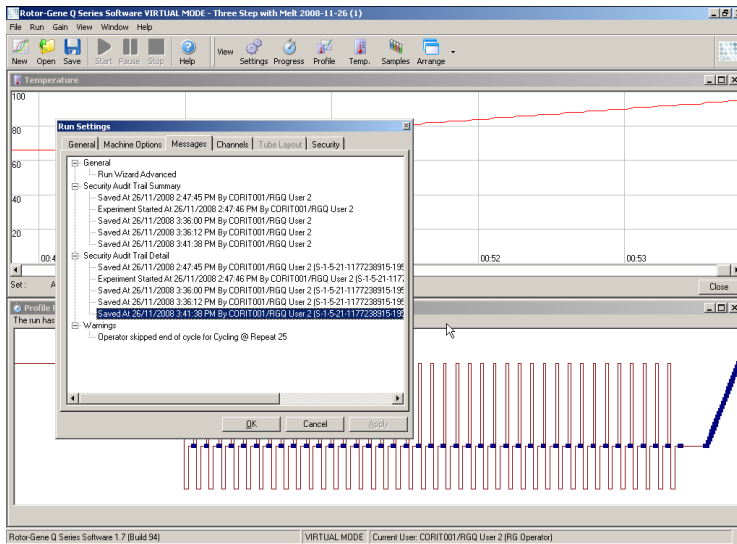 Rotor-Gene Q Series Software VIRTUAL MODE - Three Step with Melt 2008-11-26 (1)
File Run Gain View Window Help
New Open Save Start Pause Stop Help View Settings Progress Profile Temp. Samples Arrange
Temperature
100
80
60
40
20
00:4
00:52
00:53
Set :
Close
Run Settings
General Machine Options Messages Channels Tube Layout Security
General
Run Wizard Advanced
Security Audit Trail Summary
Saved At 26/11/2008 2:47:45 PM By CORIT001/RGQ User 2
Experiment Started At 26/11/2008 2:47:46 PM By CORIT001/RGQ User 2
Saved At 26/11/2008 3:36:00 PM By CORIT001/RGQ User 2
Saved At 26/11/2008 3:36:12 PM By CORIT001/RGQ User 2
Saved At 26/11/2008 3:41:38 PM By CORIT001/RGQ User 2
Security Audit Trail Detail
Saved At 26/11/2008 2:47:45 PM By CORIT001/RGQ User 2 (S-1-5-21-1177238915-195
Experiment Started At 26/11/2008 2:47:46 PM By CORIT001/RGQ User 2 (S-1-5-21-1177
Saved At 26/11/2008 3:36:00 PM By CORIT001/RGQ User 2 (S-1-5-21-1177238915-195
Saved At 26/11/2008 3:36:12 PM By CORIT001/RGQ User 2 (S-1-5-21-1177238915-195
Saved At 26/11/2008 3:41:38 PM By CORIT001/RGQ User 2 (S-1-5-21-1177238915-195
Warnings
Operator skipped end of cycle for Cycling @ Repeat 25
OK Cancel Apply
Profile
The run has
Rotor-Gene Q Series Software 1.7 (Build 94) VIRTUAL MODE Current User: CORIT001/RGQ User 2 (RG Operator)